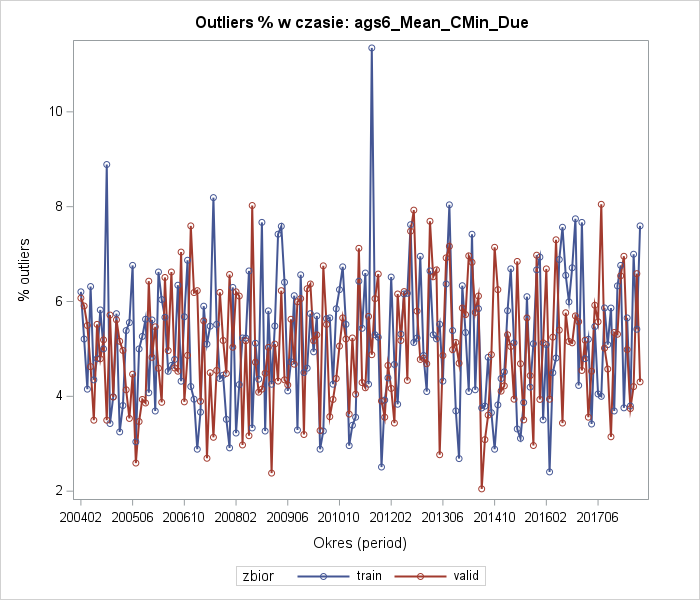 Outliers % w czasie: ags6_Mean_CMin_Due
% outliers
10
8
6
4
2
200402 200506 200610 200802 200906 201010 201202 201306 201410 201602 201706
Okres (period)
zbior train valid